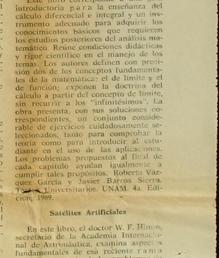 introductoria para la enseñanza del
cálculo diferencial e integral y un ins-
trumento adecuado para adquirir los
conocimientos básicos que requieren
los estudios posteriores del análisis ma-
temático. Reúne condiciones didácticas
y rigor científico en el manejo de los
temas. Los autores definen con preci-
sión dos de los conceptos fundamenta-
les de la matemática: el de límite y el
de función; exponen la doctrina del
cálculo a partir del concepto de límite,
sin recurrir a los "infinitésimos". La
obra presenta, con sus soluciones co-
rrespondientes, un conjunto conside-
rable de ejercicios cuidadosamente se-
leccionados, tanto para comprobar la
teoría como para introducir al estu-
diante en el uso de las aplicaciones.
Los problemas propuestos al final de
cada capítulo ayudan igualmente a
cumplir tales propósitos. Roberto Váz-
quez García y Javier Barros Sierra.
Universitarios. UNAM. 4a. Edi-
ción, 1969.
Satélites Artificiales
En este libro, el doctor W. F.
secretario de la Academia Internacio-
nal de Astronáutica, examina aspectos
fundamentales de esa reciente rama